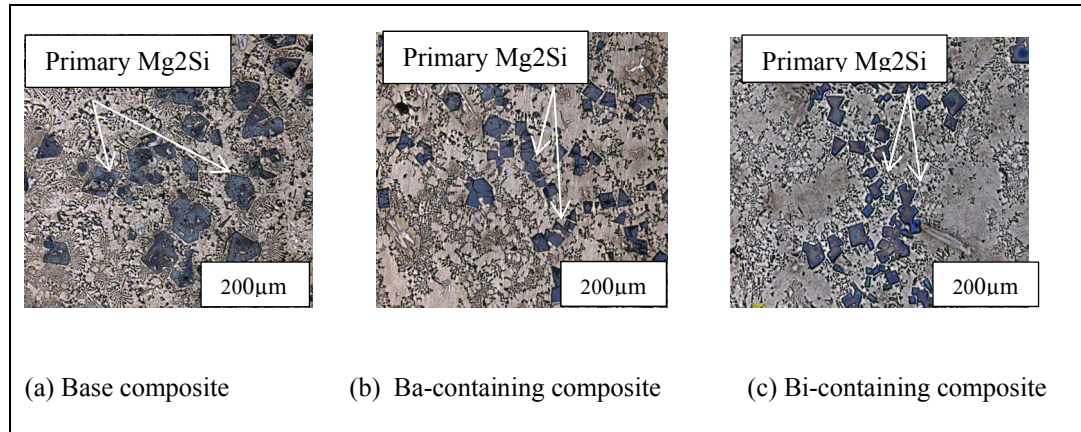 Primary Mg2Si
Primary Mg2Si
Primary Mg2Si
200µm
200µm
200µm
(a) Base composite
(b) Ba-containing composite
(c) Bi-containing composite